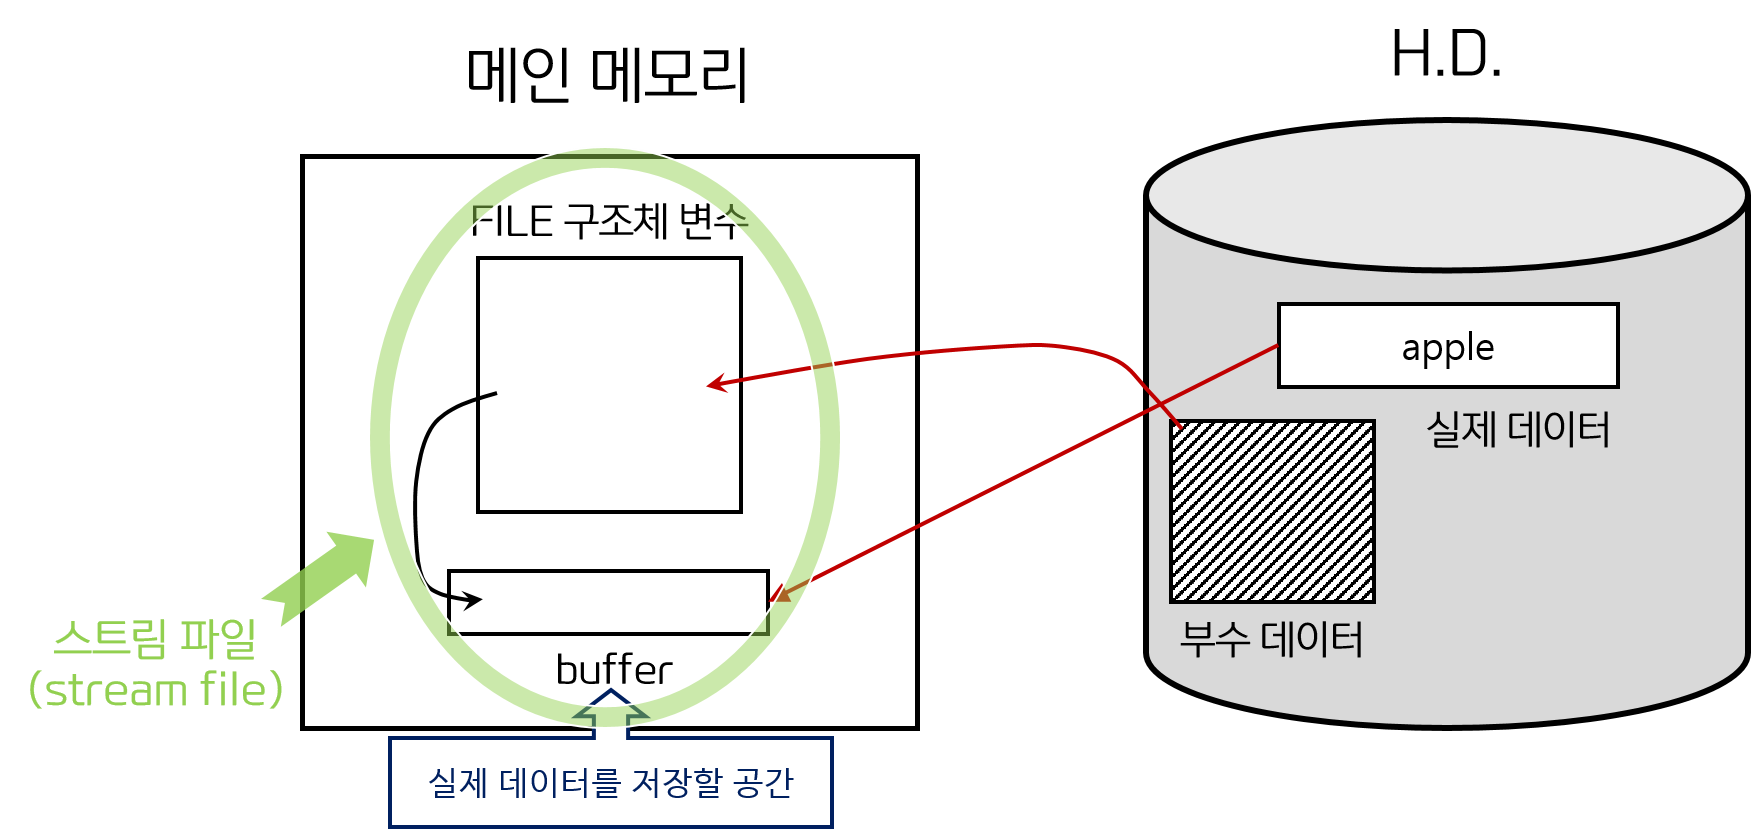 메인 메모리
H.D.
FILE 구조체 변수
apple
실제 데이터
부수 데이터
스트림 파일
(stream file)
buffer
실제 데이터를 저장할 공간